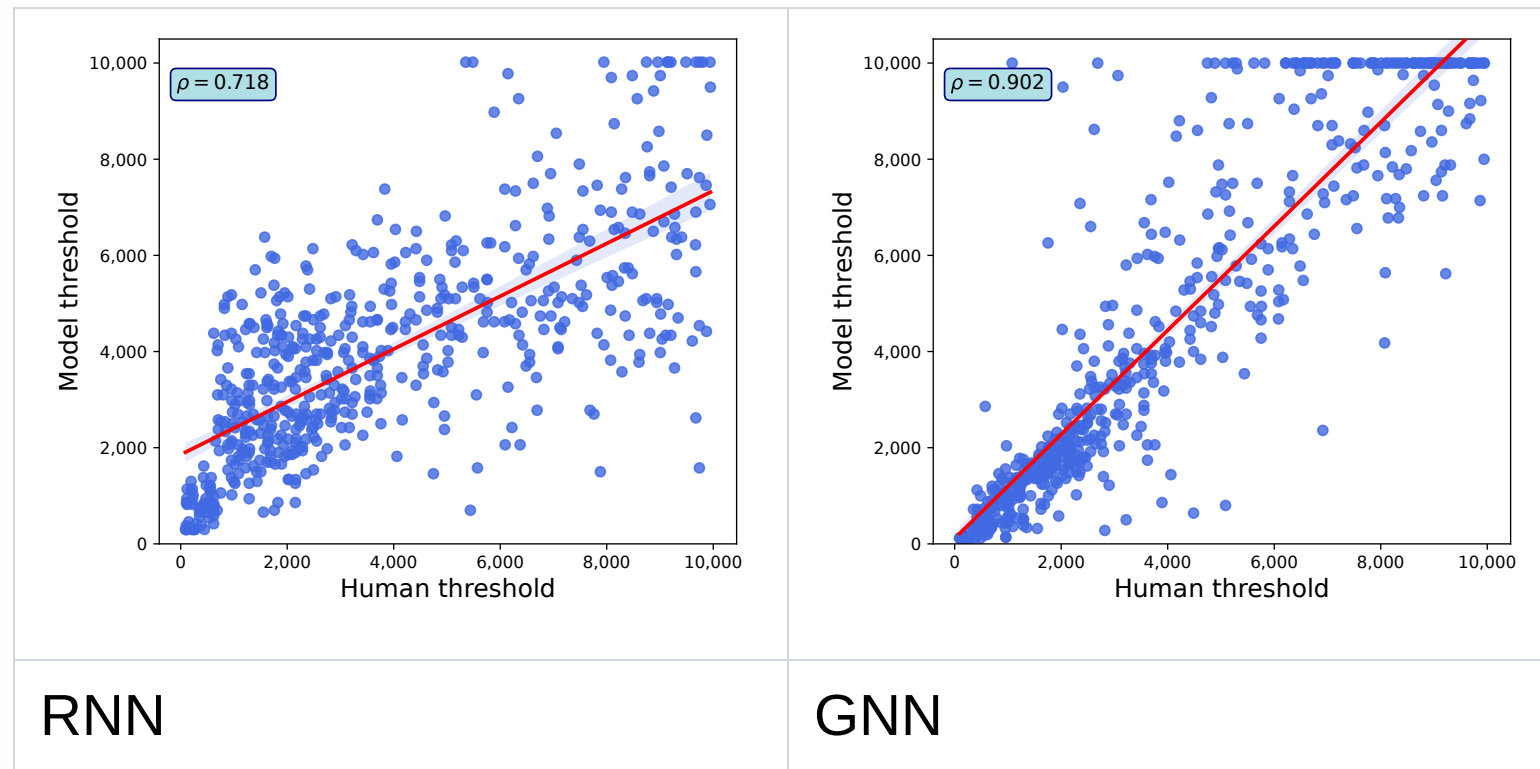 10,000
8,000
6,000
4,000
2,000
0
ρ = 0.718
Model threshold
0 2,000 4,000 6,000 8,000 10,000
Human threshold
10,000
8,000
6,000
4,000
2,000
0
ρ = 0.902
Model threshold
0 2,000 4,000 6,000 8,000 10,000
Human threshold
RNN
GNN